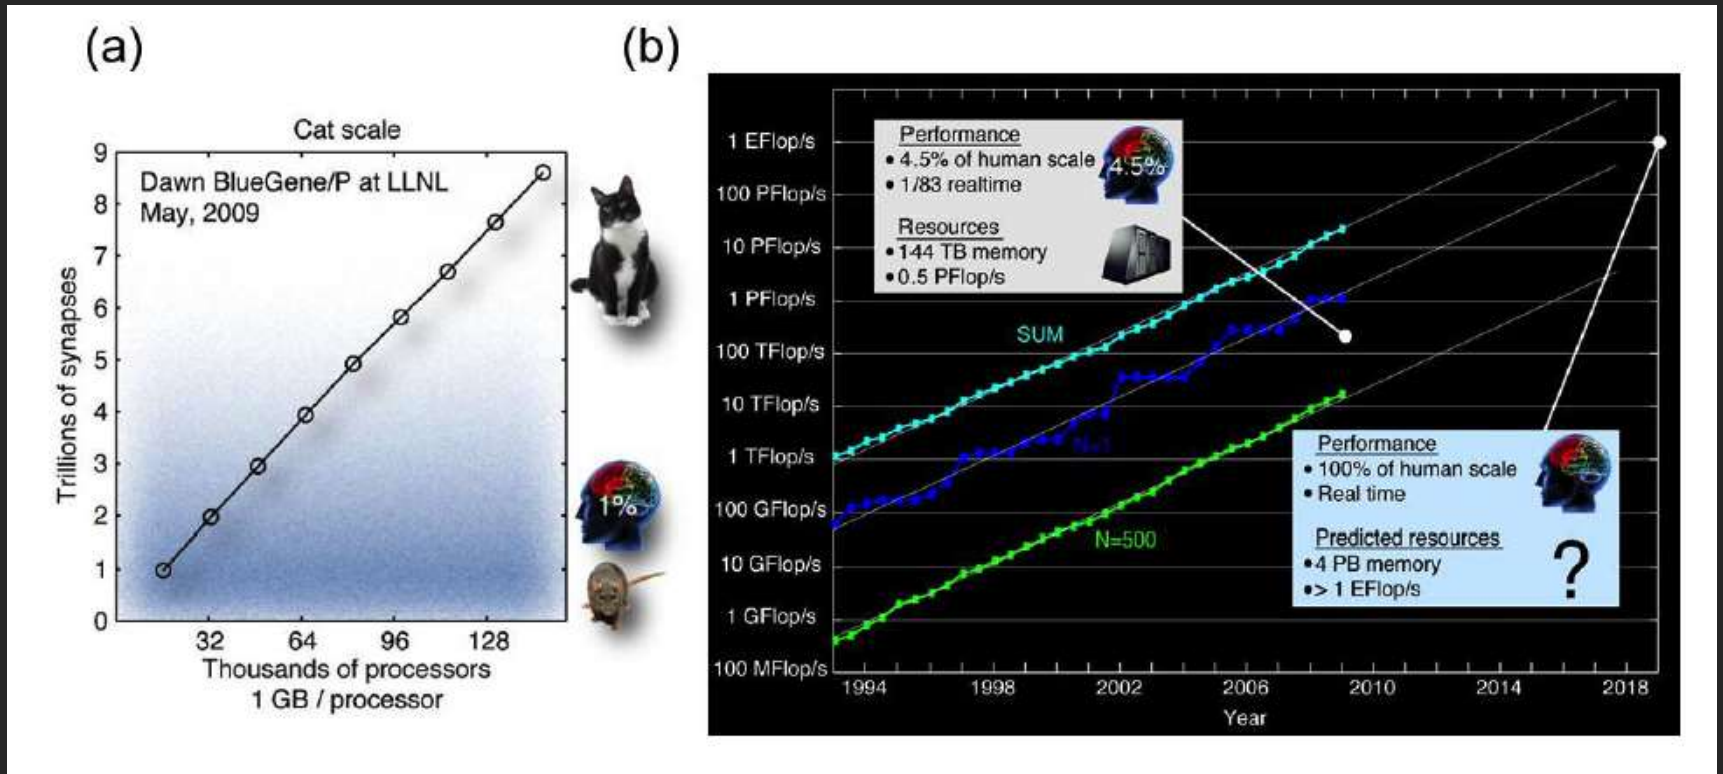 (a)
Cat scale
Dawn BlueGene/P at LLNL
May, 2009
9
8
7
6
5
4
3
2
1
0
Trillions of synapses
32 64 96 128
Thousands of processors
1 GB / processor
1%
(b)
1 EFlop/s
100 PFlop/s
10 PFlop/s
1 PFlop/s
100 TFlop/s
10 TFlop/s
1 TFlop/s
100 GFlop/s
10 GFlop/s
1 GFlop/s
100 MFlop/s
Performance
• 4.5% of human scale
• 1/83 realtime
4.5%
Resources
• 144 TB memory
• 0.5 PFlop/s
SUM
N=1
N=500
Performance
• 100% of human scale
• Real time
Predicted resources
• 4 PB memory
• > 1 EFlop/s
?
1994 1998 2002 2006 2010 2014 2018
Year